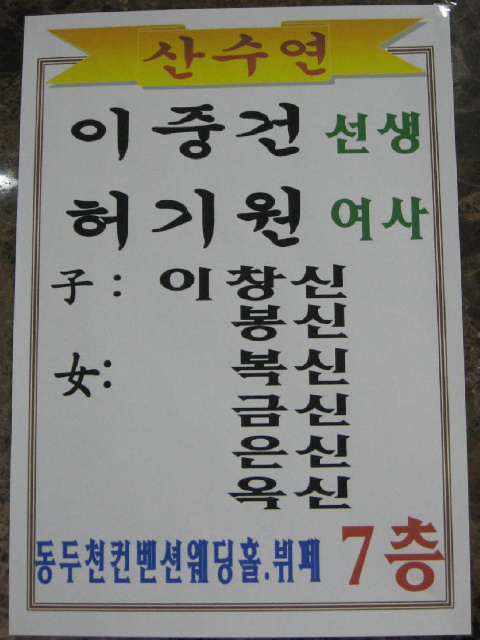 산수연
이중건 선생
허기원 여사
子: 이창신
봉신
女: 복신
금신
은신
옥신
동두천컨벤션웨딩홀.뷔페 7층